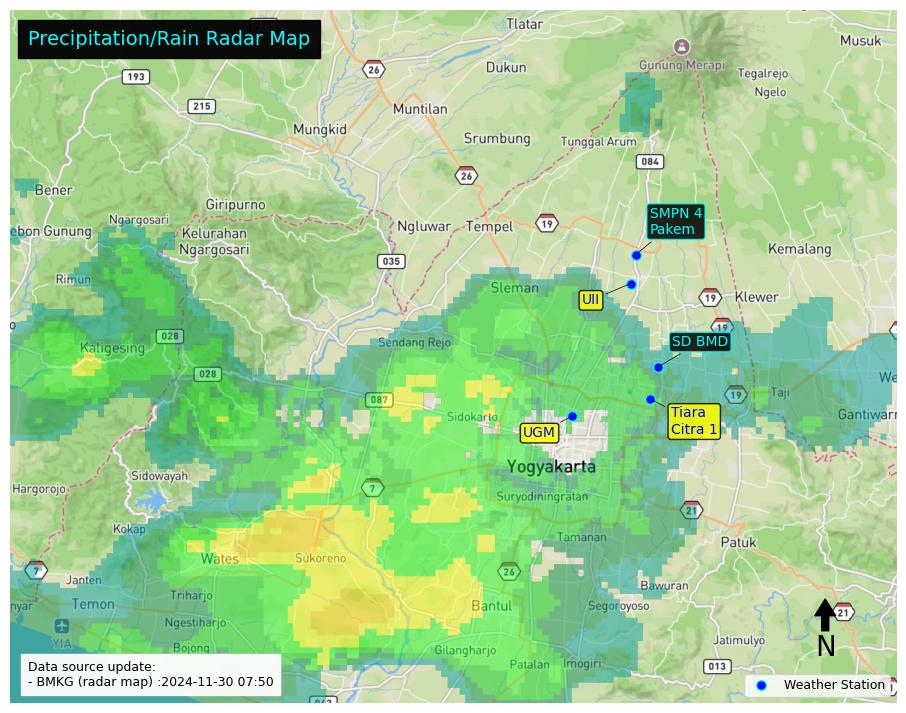 Precipitation/Rain Radar Map
Tlatar
Musuk
26
Gunung Merapi
193
Dukun
Tegalrejo
Ngelo
215
Muntilan
Mungkid
Srumbung
Tunggal Arum
084
26
Bener
Giripurno
SMPN 4
Pakem
Ngargosari
ebon Gunung
Kelurahan
Ngargosari
Ngluwar
Tempel
19
Kemalang
035
Rimun
Sleman
UII
19
Klewer
19
028
Sendang Rejo
SD BMD
Kaligesing
028
We
087
19
Taji
Sidokarto
Tiara
Citra 1
Gantiwarn
UGM
Yogyakarta
Sidowayah
Hargorojo
7
Suryodiningratan
21
Kokap
Tamanan
Patuk
Wates
Sukoreno
7
26
Janten
Bawuran
nyar
Temon
Triharjo
Bantul
Segoroyoso
21
Ngestiharjo
N
YIA
Bojong
Gilangharjo
Jatimulyo
Patalan
Imogiri
013
Data source update:
- BMKG (radar map) :2024-11-30 07:50
Weather Station